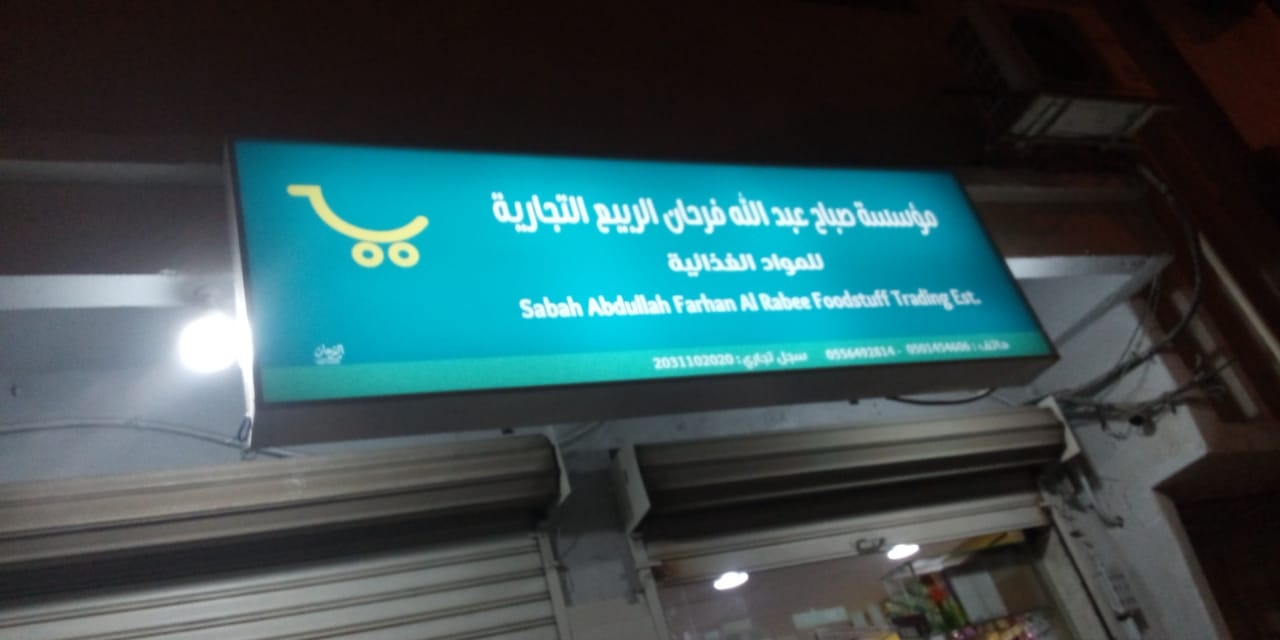 مؤسسة صباح عبد الله فرحان الربيع التجارية
للمواد الغذائية
Sabah Abdullah Farhan Al Rabee Foodstuff Trading Est.
هاتف : 0505454606 - 0556492814 سجل تجاري : 2031102020